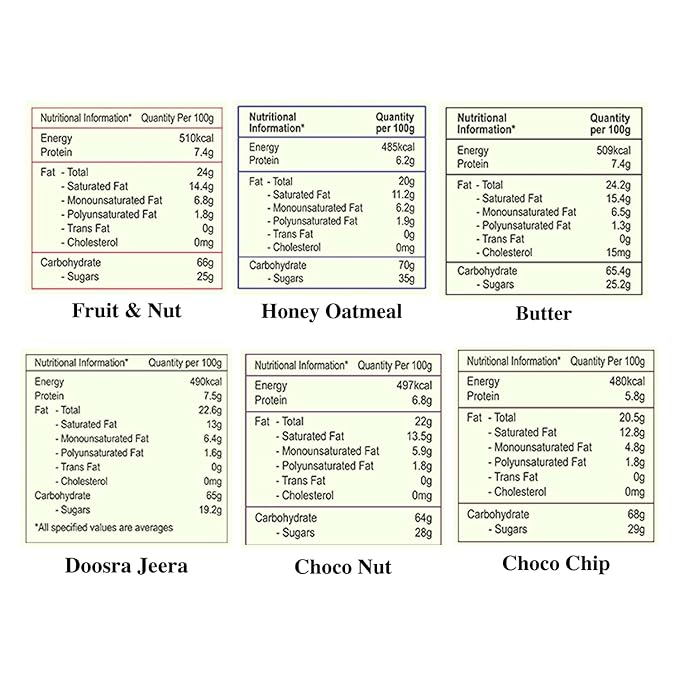 Nutritional Information* Quantity Per 100g
Energy 510kcal
Protein 7.4g
Fat - Total 24g
- Saturated Fat 14.4g
- Monounsaturated Fat 6.8g
- Polyunsaturated Fat 1.8g
- Trans Fat 0g
- Cholesterol 0mg
Carbohydrate 66g
- Sugars 25g
Fruit & Nut
Nutritional Quantity
Information* per 100g
Energy 485kcal
Protein 6.2g
Fat - Total 20g
- Saturated Fat 11.2g
- Monounsaturated Fat 6.2g
- Polyunsaturated Fat 1.9g
- Trans Fat 0g
- Cholesterol 0mg
Carbohydrate 70g
- Sugars 35g
Honey Oatmeal
Nutritional Quantity
Information* per 100g
Energy 509kcal
Protein 7.4g
Fat - Total 24.2g
- Saturated Fat 15.4g
- Monounsaturated Fat 6.5g
- Polyunsaturated Fat 1.3g
- Trans Fat 0g
- Cholesterol 15mg
Carbohydrate 65.4g
- Sugars 25.2g
Butter
Nutritional Information* Quantity per 100g
Energy 490kcal
Protein 7.5g
Fat - Total 22.6g
- Saturated Fat 13g
- Monounsaturated Fat 6.4g
- Polyunsaturated Fat 1.6g
- Trans Fat 0g
- Cholesterol 0mg
Carbohydrate 65g
- Sugars 19.2g
*All specified values are averages
Doosra Jeera
Nutritional Information* Quantity Per 100g
Energy 497kcal
Protein 6.8g
Fat - Total 22g
- Saturated Fat 13.5g
- Monounsaturated Fat 5.9g
- Polyunsaturated Fat 1.8g
- Trans Fat 0g
- Cholesterol 0mg
Carbohydrate 64g
- Sugars 28g
Choco Nut
Nutritional Information* Quantity Per 100g
Energy 480kcal
Protein 5.8g
Fat - Total 20.5g
- Saturated Fat 12.8g
- Monounsaturated Fat 4.8g
- Polyunsaturated Fat 1.8g
- Trans Fat 0g
- Cholesterol 0mg
Carbohydrate 68g
- Sugars 29g
Choco Chip